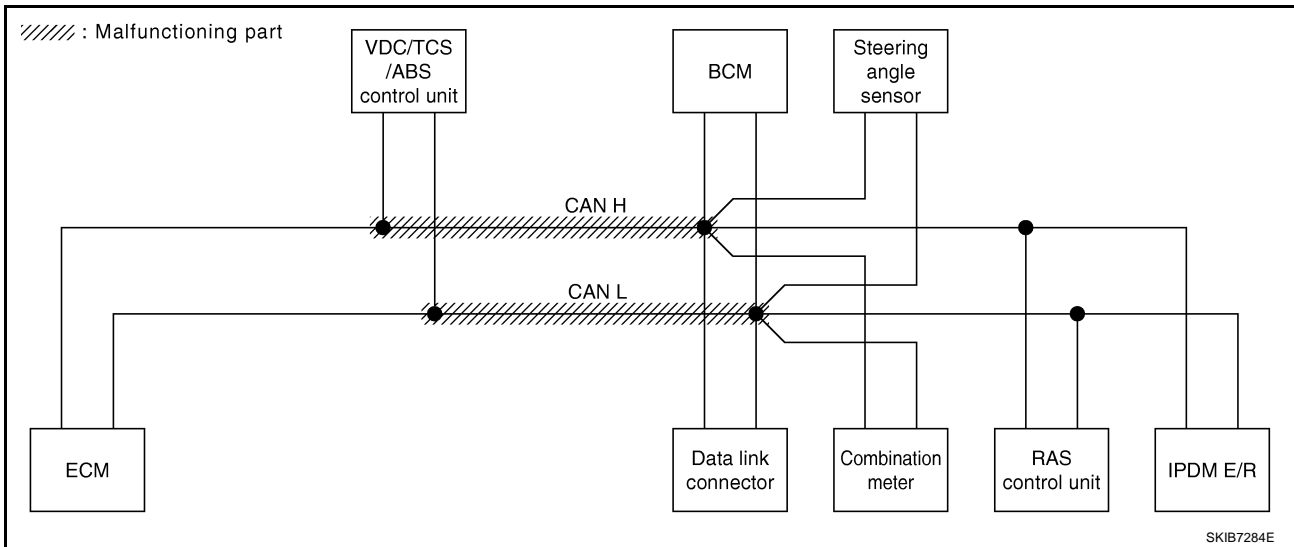 : Malfunctioning part
VDC/TCS
/ABS
control unit
BCM
Steering
angle
sensor
CAN H
CAN L
ECM
Data link
connector
Combination
meter
RAS
control unit
IPDM E/R
SKIB7284E